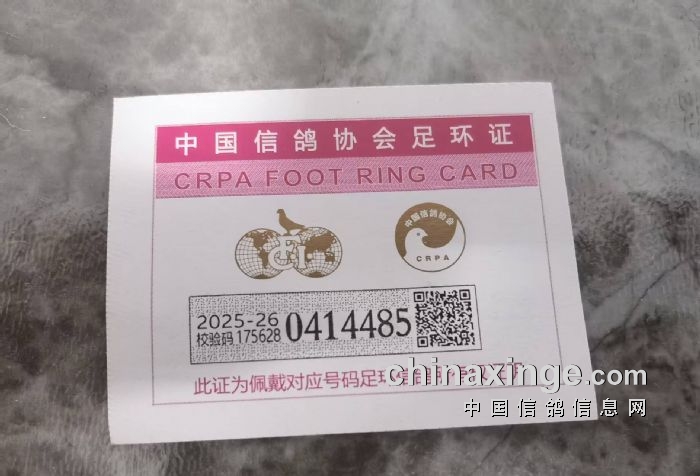 中国信鸽协会足环证
CRPA FOOT RING CARD
FCI
中国信鸽协会
CRPA
2025-26
校验码 175628
0414485
此证为佩戴对应号码足环
chinaxinge.com
中国信鸽信息网